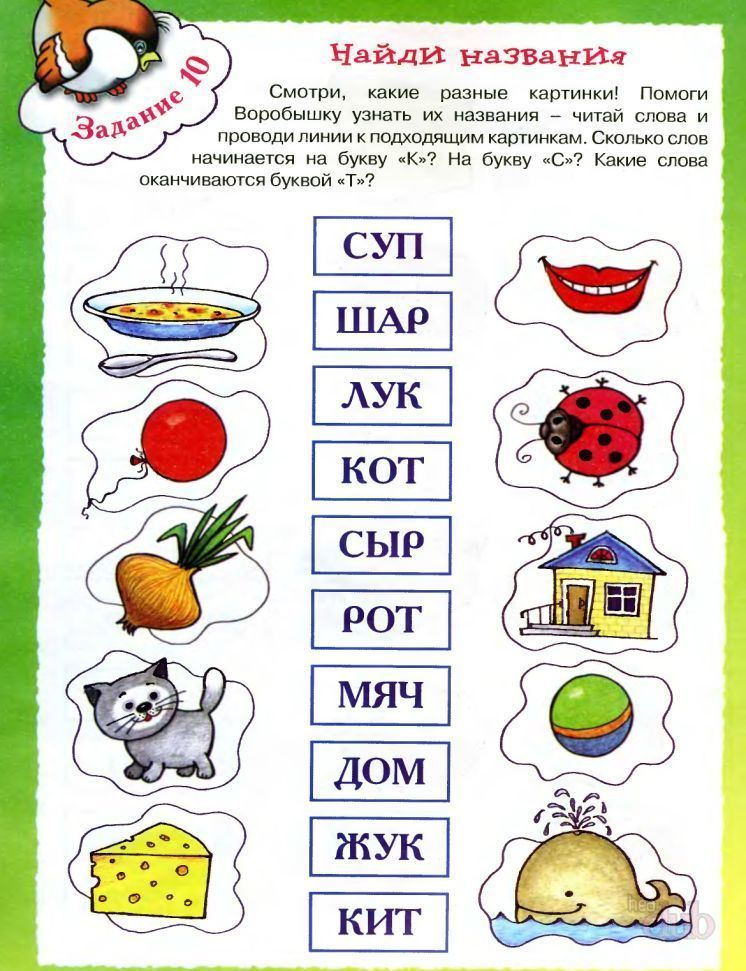 Задание 10
Найди названия
Смотри, какие разные картинки! Помоги
Воробышку узнать их названия – читай слова и
проводи линии к подходящим картинкам. Сколько слов
начинается на букву «К»? На букву «С»? Какие слова
оканчиваются буквой «Т»?
СУП
ШАР
ЛУК
КОТ
СЫР
РОТ
МЯЧ
ДОМ
ЖУК
КИТ